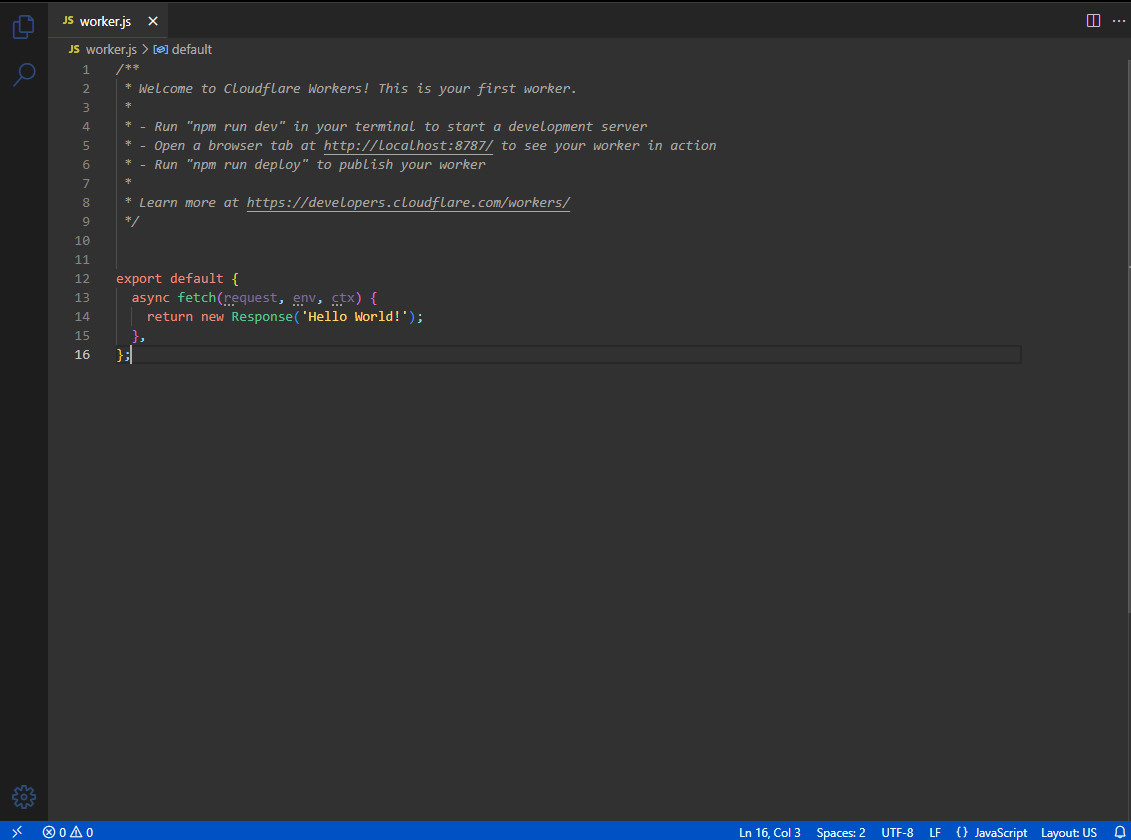 JS worker.js ✕
JS worker.js > default
1 /**
2 * Welcome to Cloudflare Workers! This is your first worker.
3 *
4 * - Run "npm run dev" in your terminal to start a development server
5 * - Open a browser tab at http://localhost:8787/ to see your worker in action
6 * - Run "npm run deploy" to publish your worker
7 *
8 * Learn more at https://developers.cloudflare.com/workers/
9 */
10
11
12 export default {
13 async fetch(request, env, ctx) {
14 return new Response('Hello World!');
15 },
16 };
0 0 Ln 16, Col 3 Spaces: 2 UTF-8 LF {} JavaScript Layout: US